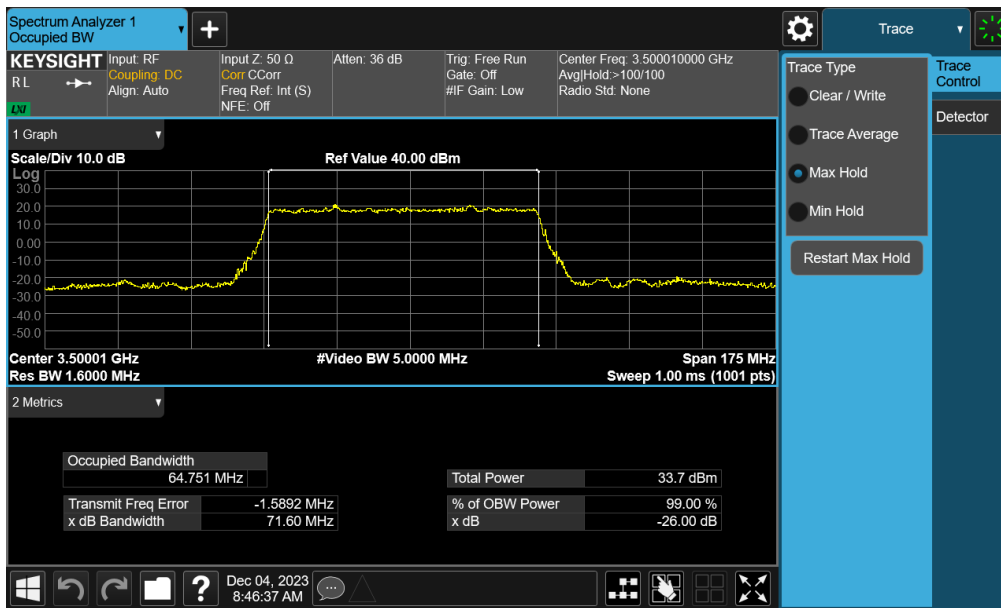 Spectrum Analyzer 1
Occupied BW
+
Trace
KEYSIGHT
R L
LXI
Input: RF
Coupling: DC
Align: Auto
Input Z: 50 Ω
Corr CCorr
Freq Ref: Int (S)
NFE: Off
Atten: 36 dB
Trig: Free Run
Gate: Off
#IF Gain: Low
Center Freq: 3.500010000 GHz
Avg|Hold:>100/100
Radio Std: None
Trace Type
Clear / Write
Trace Average
Max Hold
Min Hold
Restart Max Hold
Trace
Control
Detector
1 Graph
Scale/Div 10.0 dB
Ref Value 40.00 dBm
Log
30.0
20.0
10.0
0.00
-10.0
-20.0
-30.0
-40.0
-50.0
Center 3.50001 GHz
#Video BW 5.0000 MHz
Span 175 MHz
Res BW 1.6000 MHz
Sweep 1.00 ms (1001 pts)
2 Metrics
Occupied Bandwidth
64.751 MHz
Total Power 33.7 dBm
Transmit Freq Error -1.5892 MHz
% of OBW Power 99.00 %
x dB Bandwidth 71.60 MHz
x dB -26.00 dB
?
Dec 04, 2023
8:46:37 AM